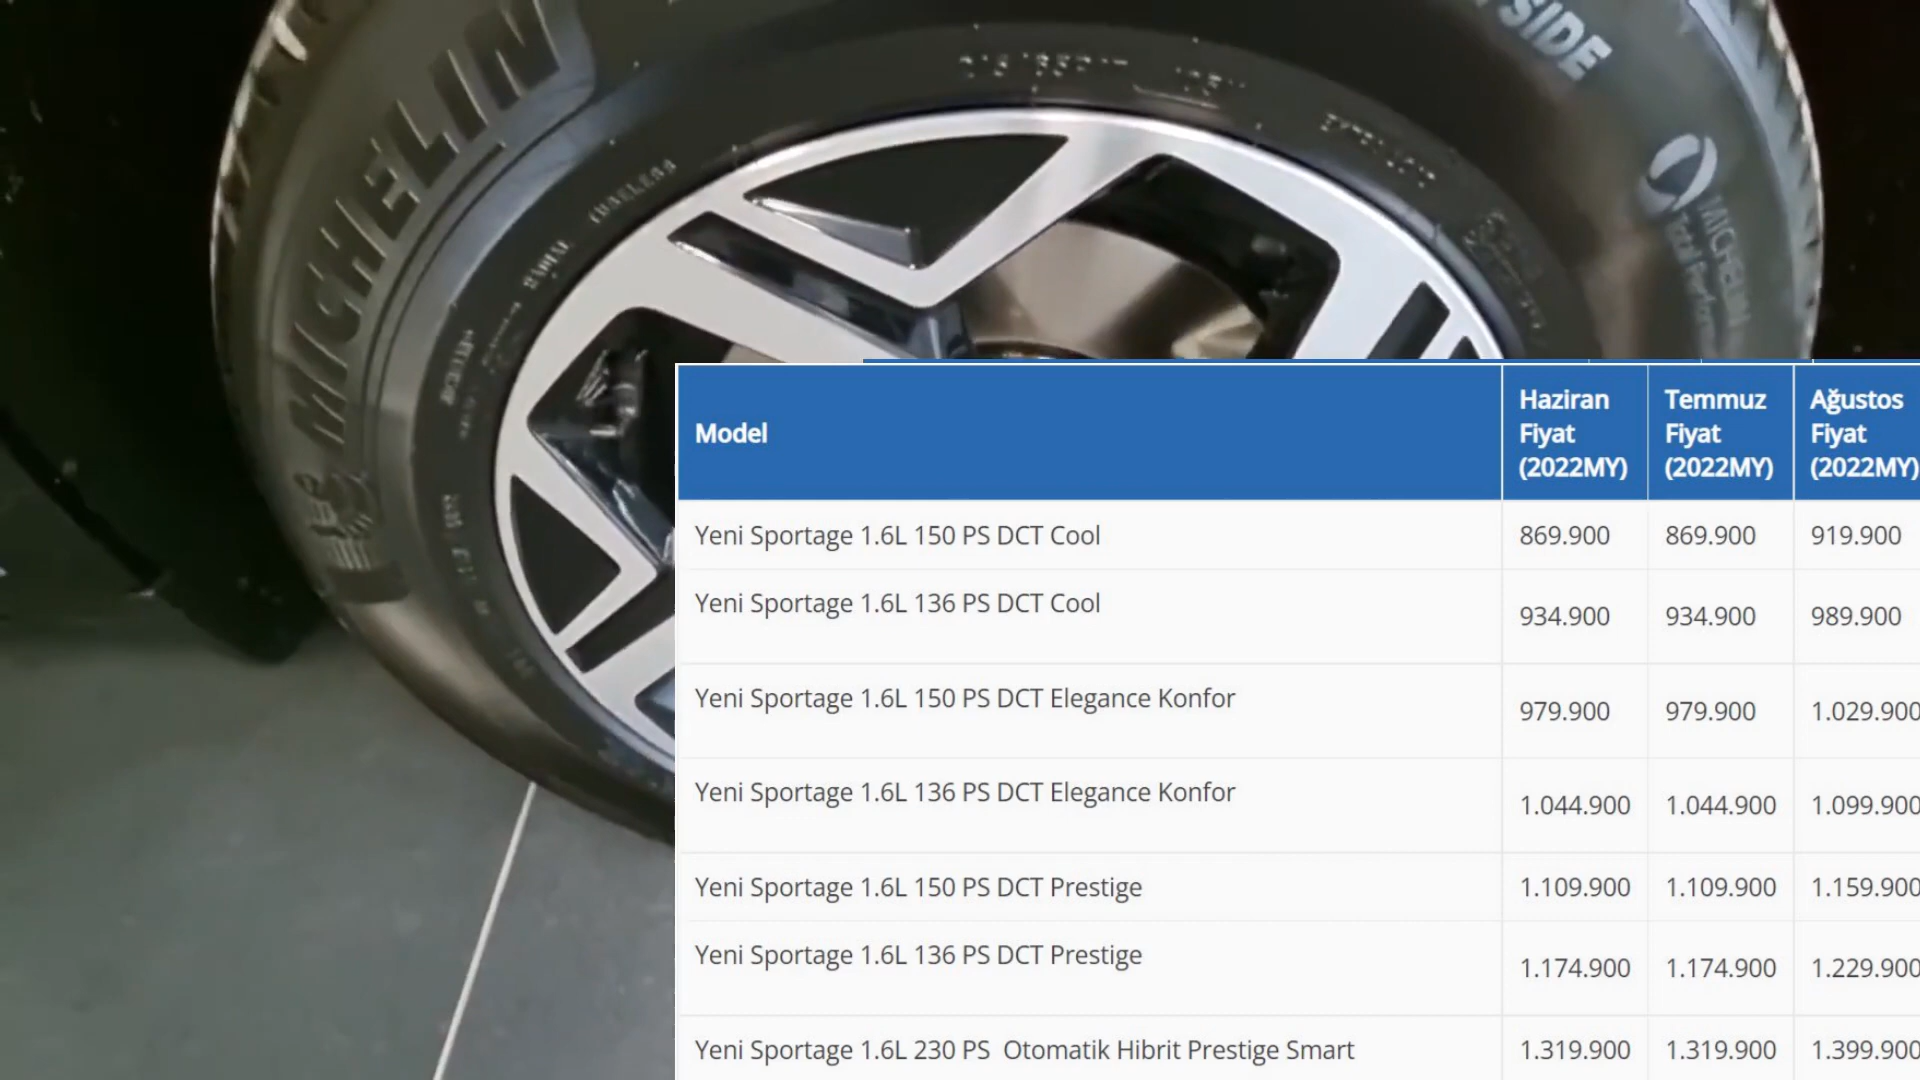 MICHELIN
SIDE
TUBELESS
RADIAL
MICHELIN
Model
Haziran Fiyat (2022MY)
Temmuz Fiyat (2022MY)
Ağustos Fiyat (2022MY)
Yeni Sportage 1.6L 150 PS DCT Cool 869.900 869.900 919.900
Yeni Sportage 1.6L 136 PS DCT Cool 934.900 934.900 989.900
Yeni Sportage 1.6L 150 PS DCT Elegance Konfor 979.900 979.900 1.029.900
Yeni Sportage 1.6L 136 PS DCT Elegance Konfor 1.044.900 1.044.900 1.099.900
Yeni Sportage 1.6L 150 PS DCT Prestige 1.109.900 1.109.900 1.159.900
Yeni Sportage 1.6L 136 PS DCT Prestige 1.174.900 1.174.900 1.229.900
Yeni Sportage 1.6L 230 PS Otomatik Hibrit Prestige Smart 1.319.900 1.319.900 1.399.900